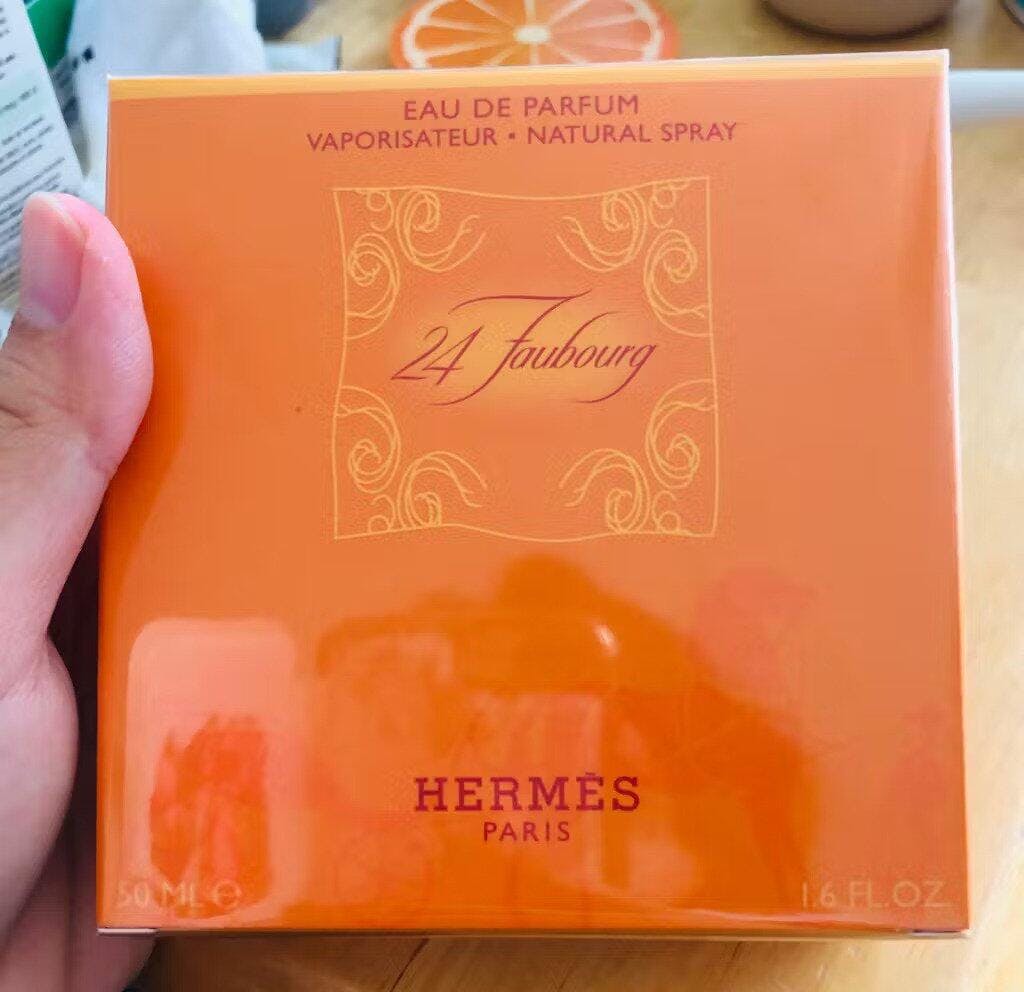 EAU DE PARFUM
VAPORISATEUR • NATURAL SPRAY
24 Faubourg
HERMÈS
PARIS
50 ML ℮ 1.6 FL.OZ.